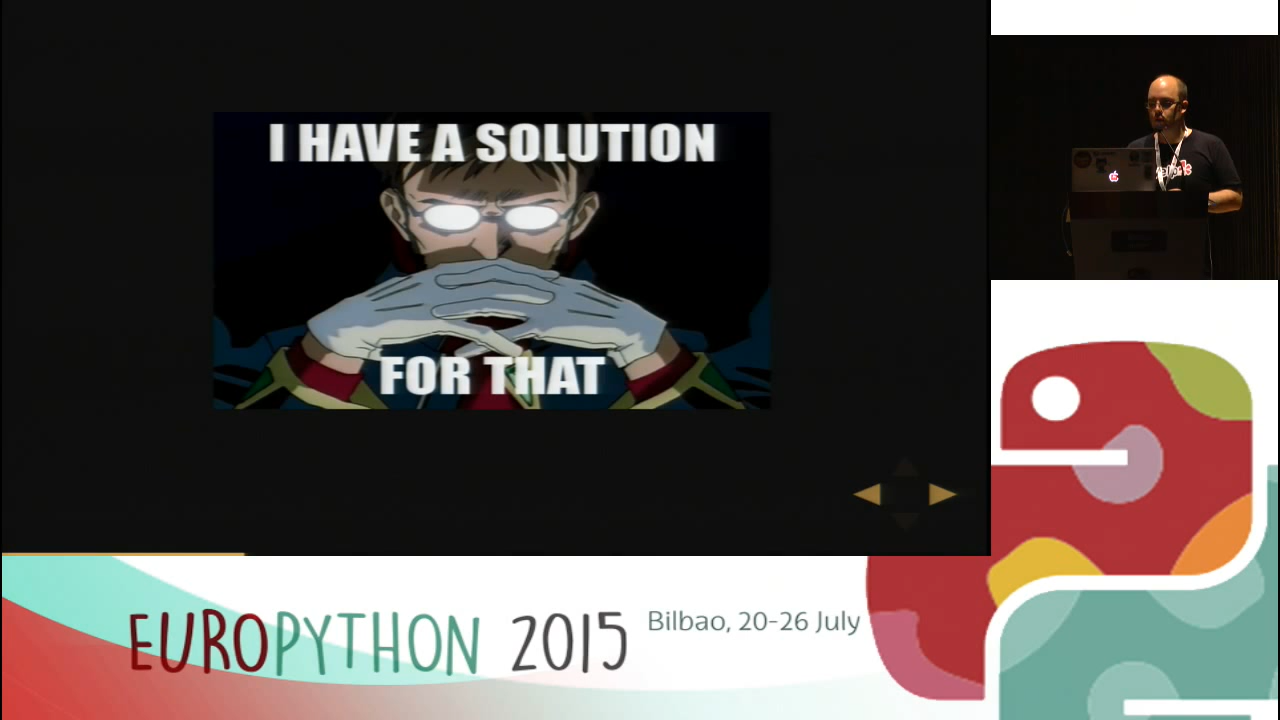 I HAVE A SOLUTION
FOR THAT
EUROPYTHON 2015
Bilbao, 20-26 July